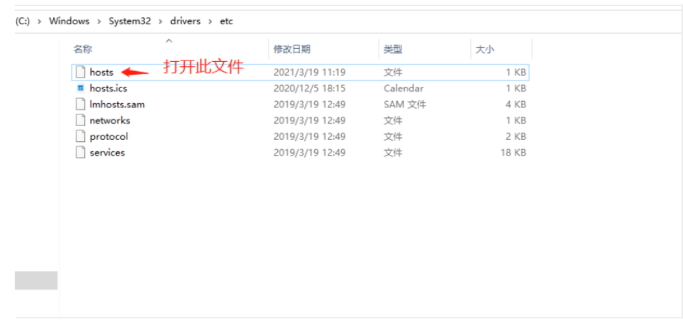 (C:) › Windows › System32 › drivers › etc
名称 修改日期 类型 大小
hosts 打开此文件 2021/3/19 11:19 文件 1 KB
hosts.ics 2020/12/5 18:15 Calendar 1 KB
lmhosts.sam 2019/3/19 12:49 SAM 文件 4 KB
networks 2019/3/19 12:49 文件 1 KB
protocol 2019/3/19 12:49 文件 2 KB
services 2019/3/19 12:49 文件 18 KB